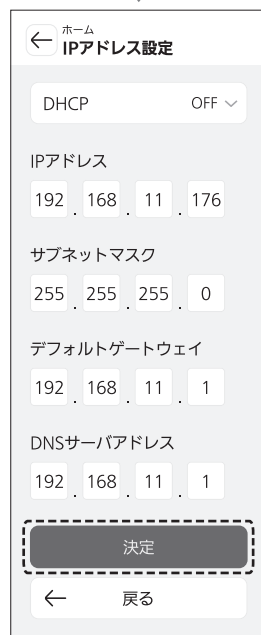 ホーム
IPアドレス設定
DHCP OFF
IPアドレス
192 . 168 . 11 . 176
サブネットマスク
255 . 255 . 255 . 0
デフォルトゲートウェイ
192 . 168 . 11 . 1
DNSサーバアドレス
192 . 168 . 11 . 1
決定
戻る